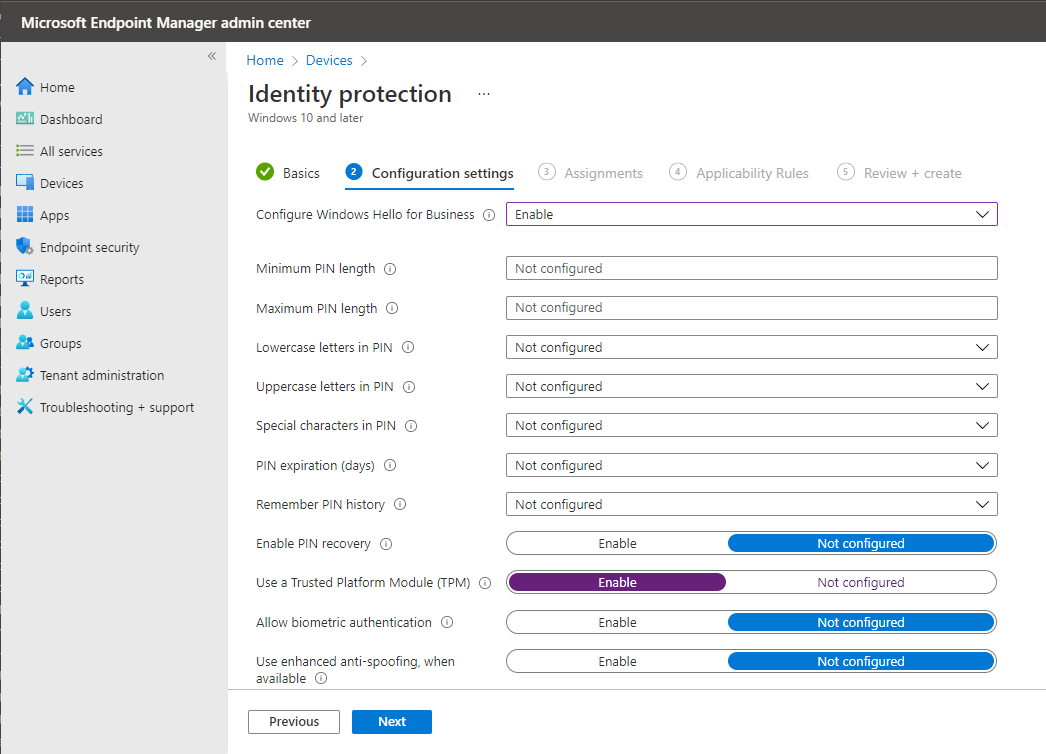 Microsoft Endpoint Manager admin center
«
Home
Dashboard
All services
Devices
Apps
Endpoint security
Reports
Users
Groups
Tenant administration
Troubleshooting + support
Home > Devices >
Identity protection ...
Windows 10 and later
Basics
2 Configuration settings
3 Assignments
4 Applicability Rules
5 Review + create
Configure Windows Hello for Business Enable
Minimum PIN length Not configured
Maximum PIN length Not configured
Lowercase letters in PIN Not configured
Uppercase letters in PIN Not configured
Special characters in PIN Not configured
PIN expiration (days) Not configured
Remember PIN history Not configured
Enable PIN recovery Enable Not configured
Use a Trusted Platform Module (TPM) Enable Not configured
Allow biometric authentication Enable Not configured
Use enhanced anti-spoofing, when
available
Enable Not configured
Previous Next